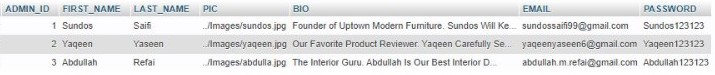 ADMIN_ID FIRST_NAME LAST_NAME PIC BIO EMAIL PASSWORD
1 Sundos Saifi ../Images/sundos.jpg Founder of Uptown Modern Furniture. Sundos Will Ke... sundossaifi99@gmail.com Sundos123123
2 Yaqeen Yaseen ../Images/yaqeen.jpg Our Favorite Product Reviewer. Yaqeen Carefully Se... yaqeenyaseen6@gmail.com Yaqeen123123
3 Abdullah Refai ../Images/abdulla.jpg The Interior Guru. Abdullah Is Our Best Interior D... abdullah.m.refai@gmail.com Abdullah123123